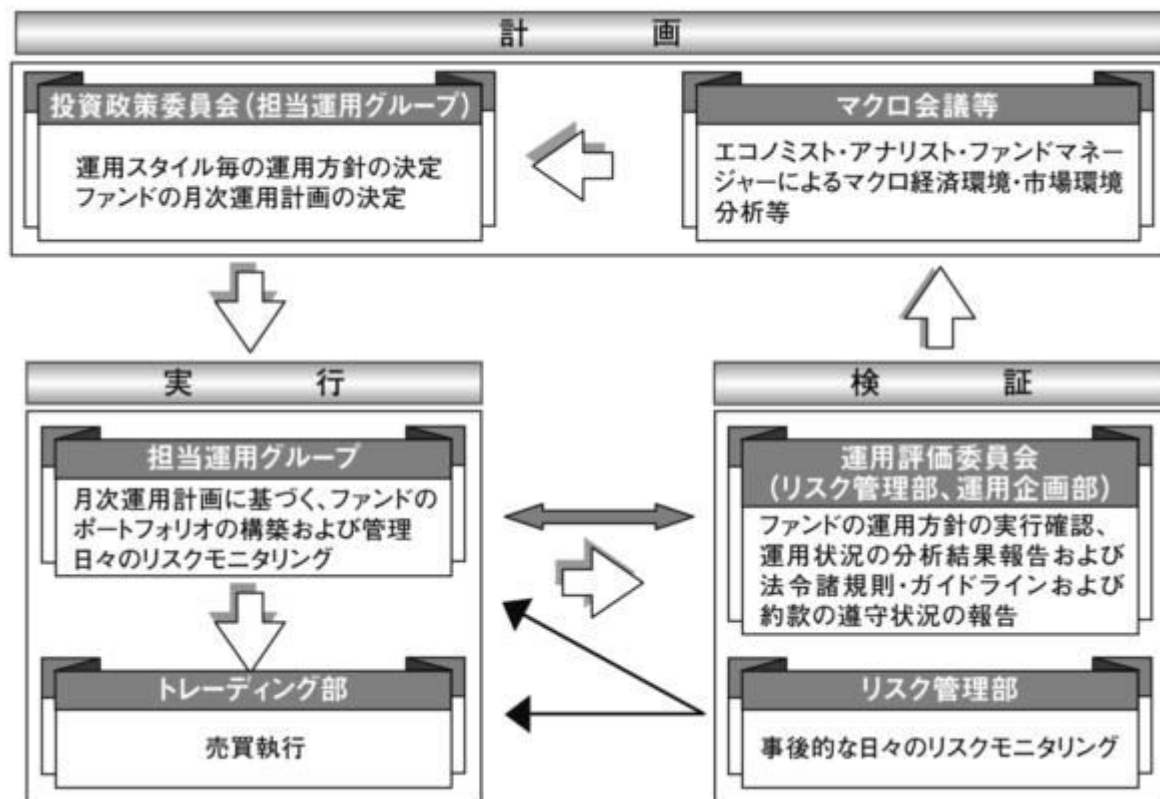 計 画
投資政策委員会(担当運用グループ)
運用スタイル毎の運用方針の決定
ファンドの月次運用計画の決定
マクロ会議等
エコノミスト・アナリスト・ファンドマネー
ジャーによるマクロ経済環境・市場環境
分析等
実 行
担当運用グループ
月次運用計画に基づく、ファンドの
ポートフォリオの構築および管理
日々のリスクモニタリング
トレーディング部
売買執行
検 証
運用評価委員会
(リスク管理部、運用企画部)
ファンドの運用方針の実行確認、
運用状況の分析結果報告および
法令諸規則・ガイドラインおよび
約款の遵守状況の報告
リスク管理部
事後的な日々のリスクモニタリング